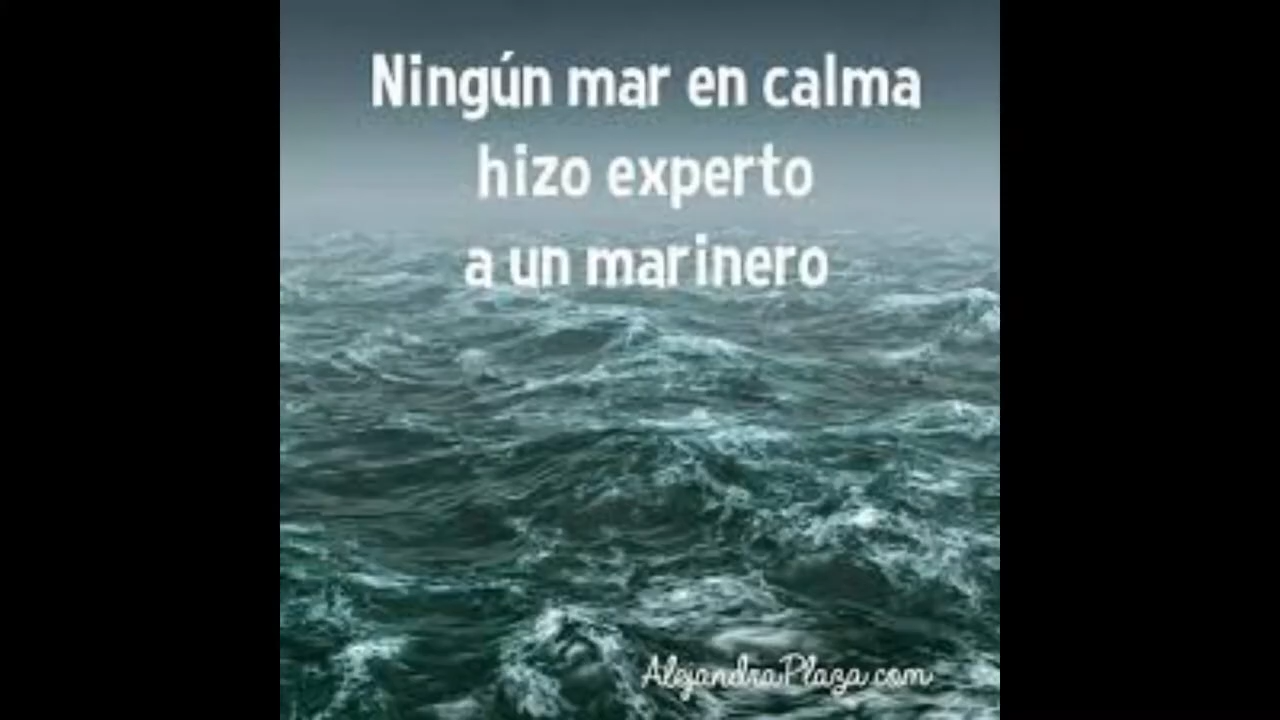 Ningún mar en calma
hizo experto
a un marinero
AlejandraPlaza.com